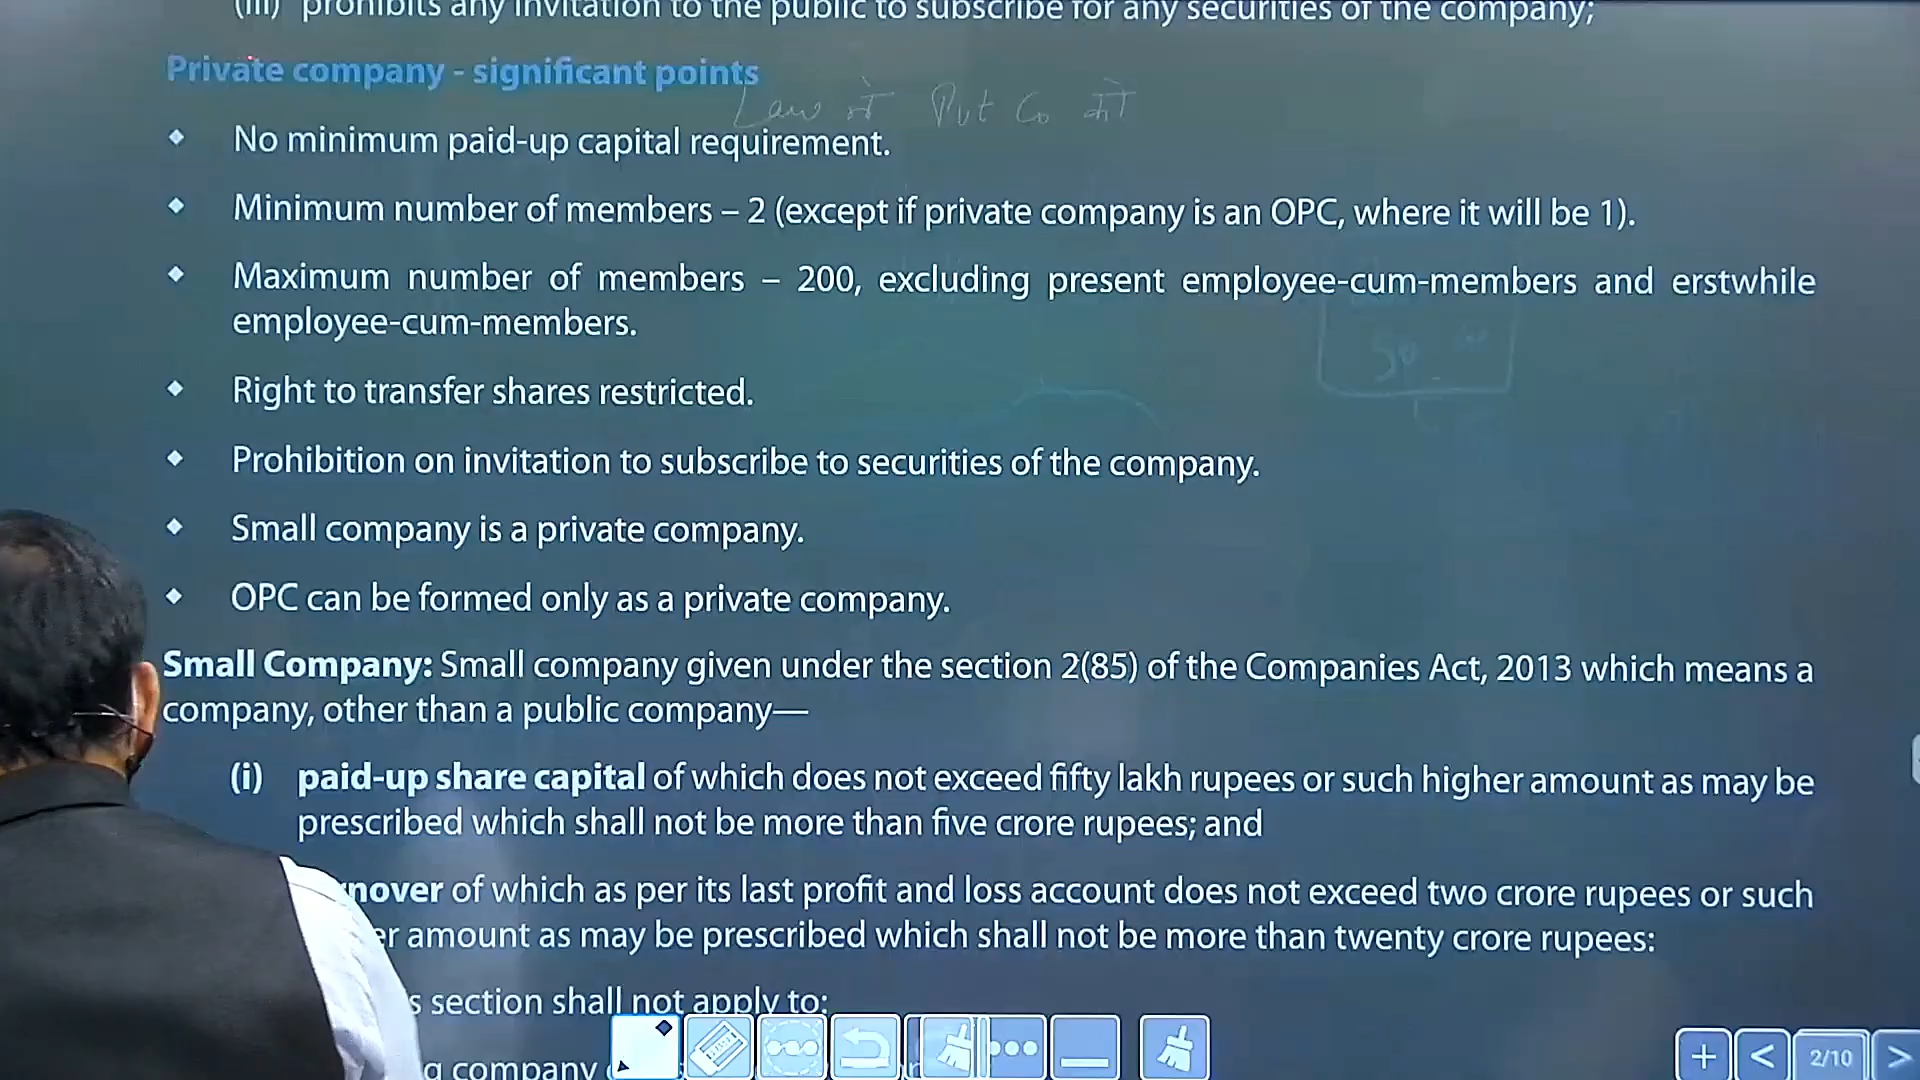 (iii) prohibits any invitation to the public to subscribe for any securities of the company;
Private company - significant points
Law ने Pvt Co को
No minimum paid-up capital requirement.
Minimum number of members – 2 (except if private company is an OPC, where it will be 1).
Maximum number of members – 200, excluding present employee-cum-members and erstwhile
employee-cum-members.
Right to transfer shares restricted.
Prohibition on invitation to subscribe to securities of the company.
Small company is a private company.
OPC can be formed only as a private company.
Small Company: Small company given under the section 2(85) of the Companies Act, 2013 which means a
company, other than a public company—
(i) paid-up share capital of which does not exceed fifty lakh rupees or such higher amount as may be
prescribed which shall not be more than five crore rupees; and
nover of which as per its last profit and loss account does not exceed two crore rupees or such
er amount as may be prescribed which shall not be more than twenty crore rupees:
s section shall not apply to:
g company
2/10